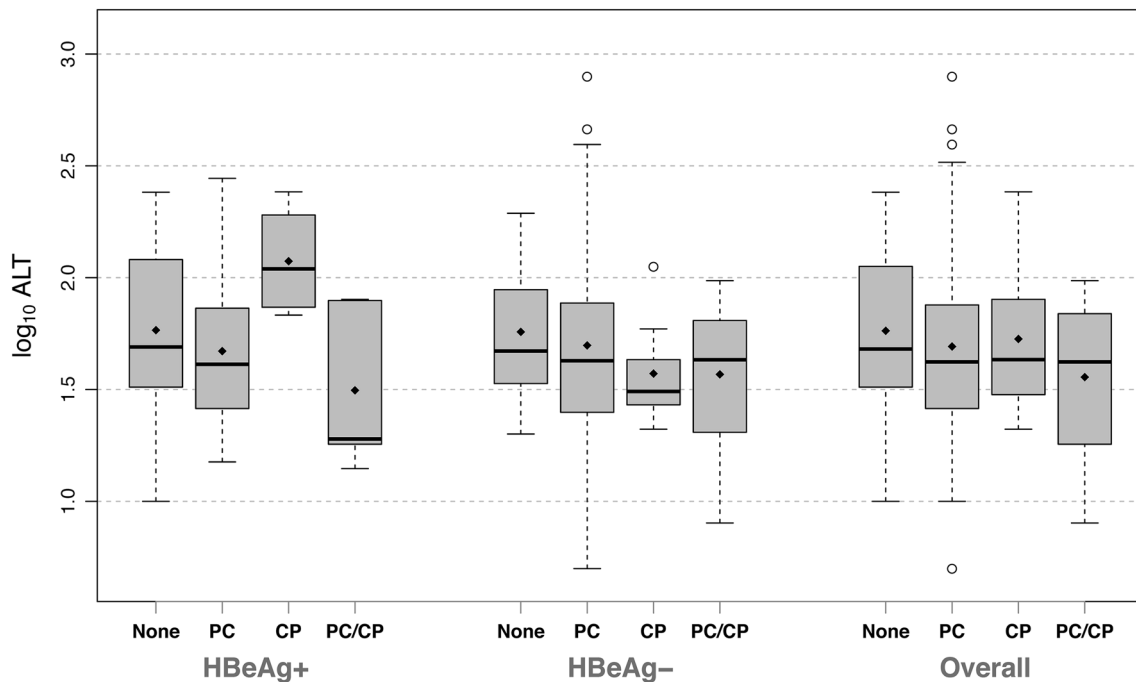 log10 ALT
3.0
2.5
2.0
1.5
1.0
None PC CP PC/CP None PC CP PC/CP None PC CP PC/CP
HBeAg+ HBeAg− Overall